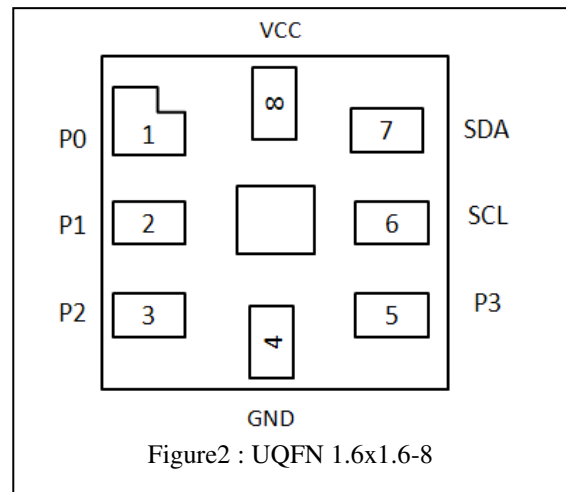 VCC
8
P0 1 7 SDA
P1 2 6 SCL
P2 3 5 P3
4
GND
Figure2 : UQFN 1.6x1.6-8